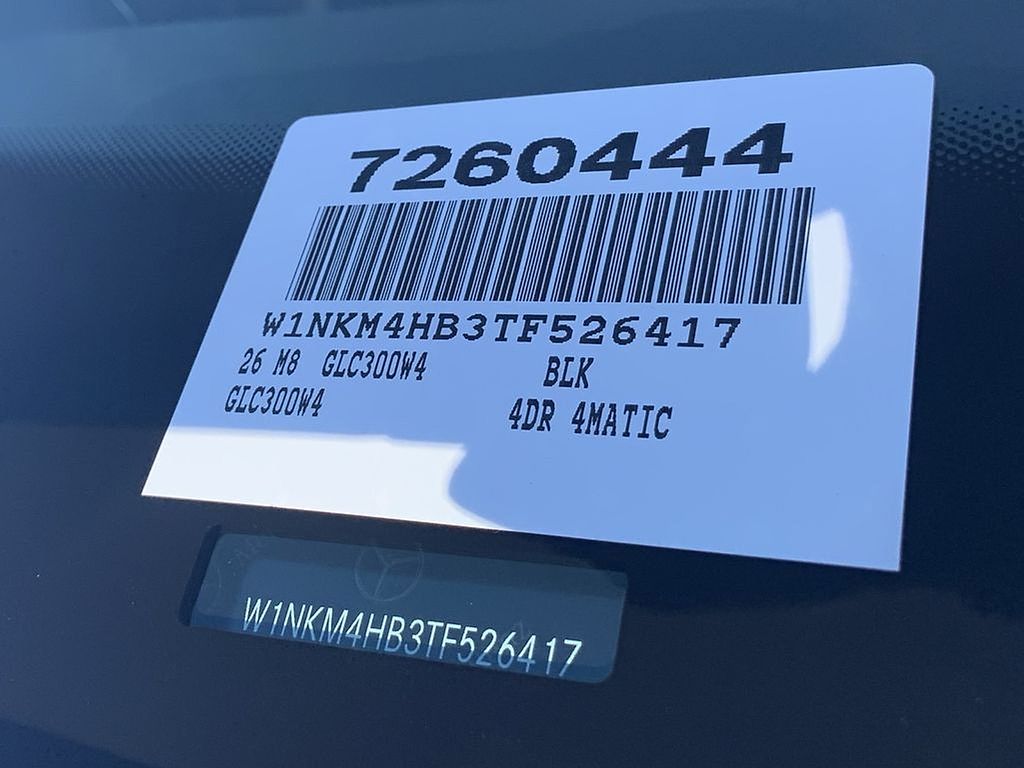 7260444
W1NKM4HB3TF526417
26 M8 GLC300W4 BLK
GLC300W4 4DR 4MATIC
W1NKM4HB3TF526417